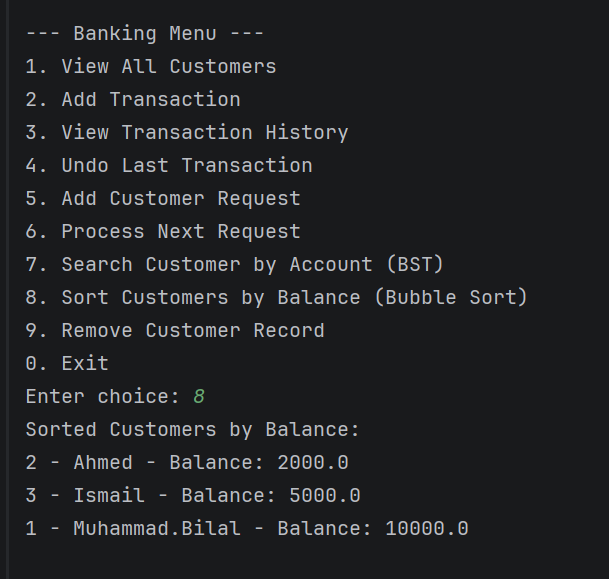 --- Banking Menu ---
1. View All Customers
2. Add Transaction
3. View Transaction History
4. Undo Last Transaction
5. Add Customer Request
6. Process Next Request
7. Search Customer by Account (BST)
8. Sort Customers by Balance (Bubble Sort)
9. Remove Customer Record
0. Exit
Enter choice: 8
Sorted Customers by Balance:
2 - Ahmed - Balance: 2000.0
3 - Ismail - Balance: 5000.0
1 - Muhammad.Bilal - Balance: 10000.0